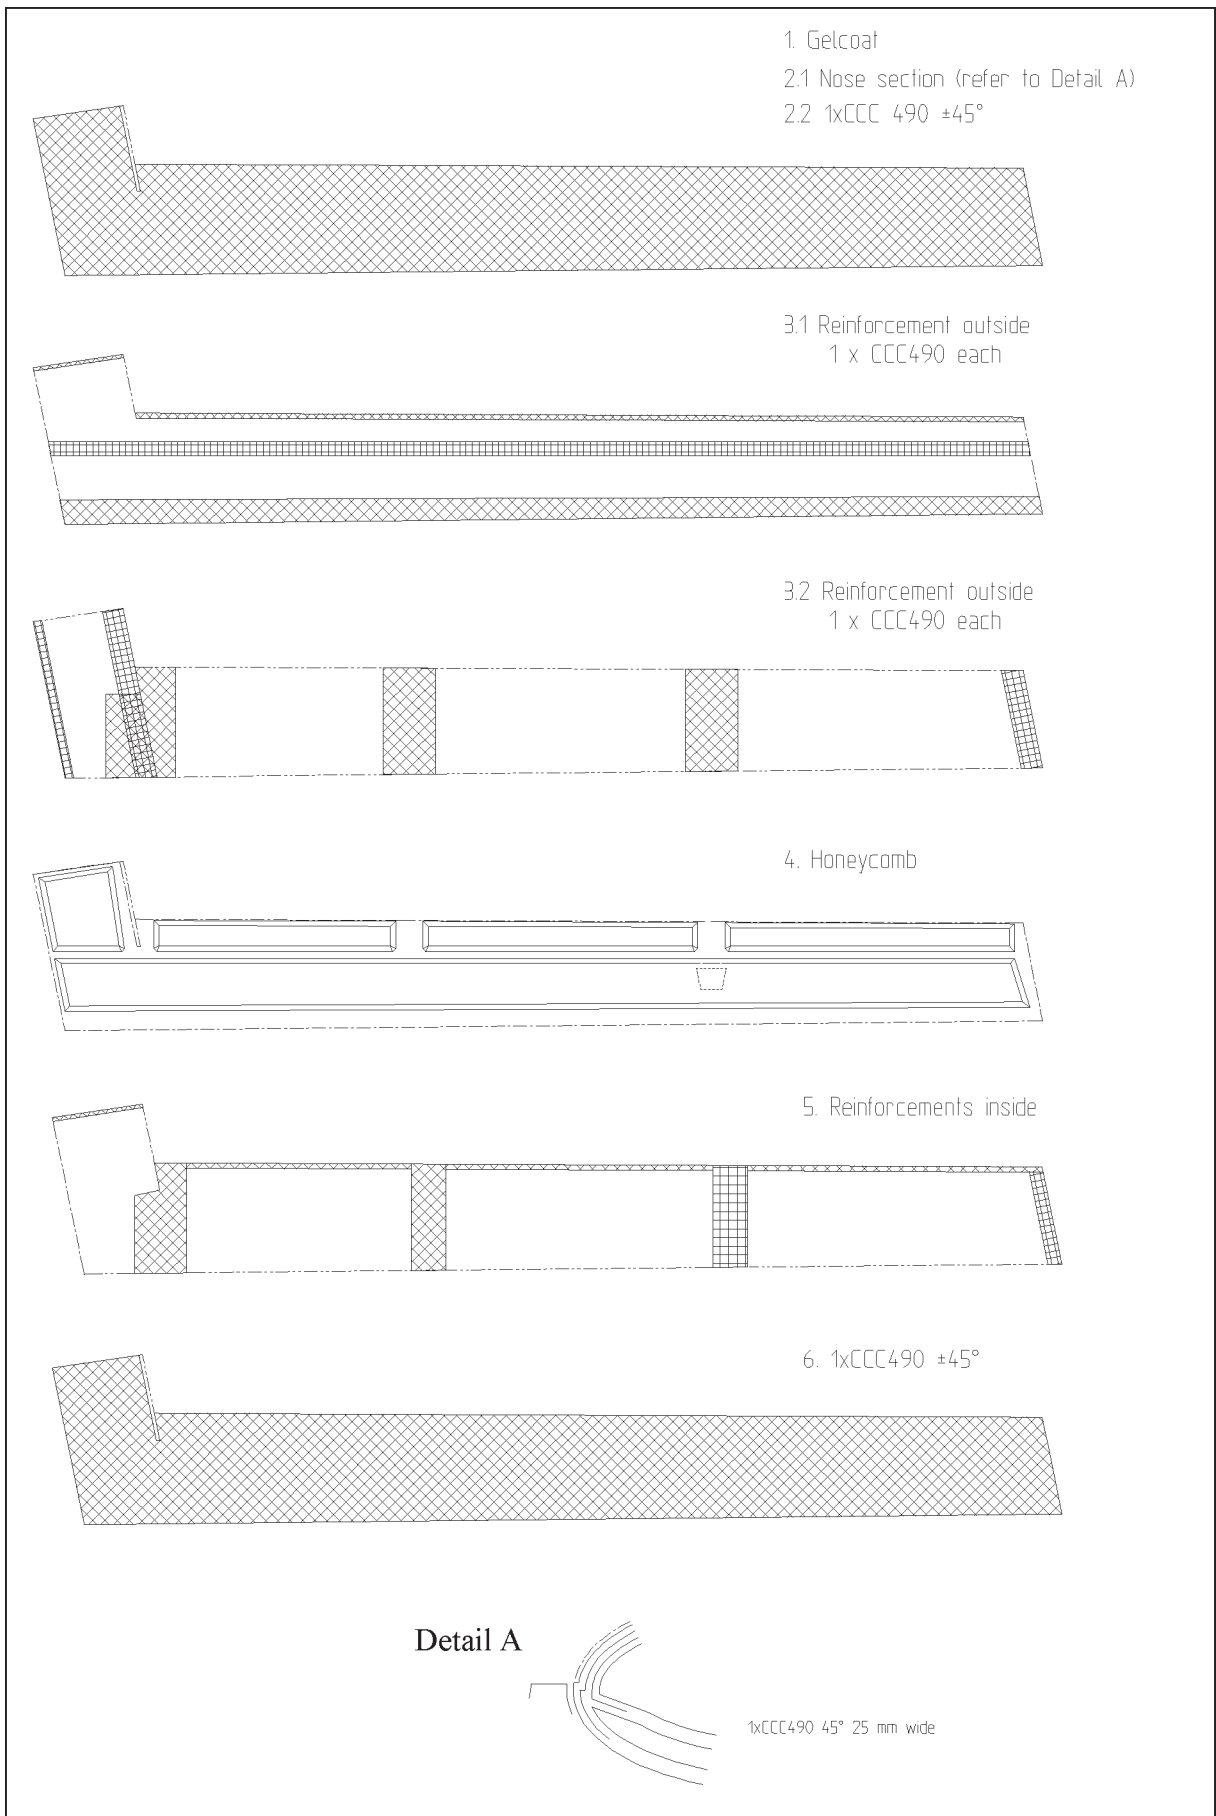 1. Gelcoat
2.1 Nose section (refer to Detail A)
2.2 1xCCC 490 ±45°
3.1 Reinforcement outside
1 x CCC490 each
3.2 Reinforcement outside
1 x CCC490 each
4. Honeycomb
5. Reinforcements inside
6. 1xCCC490 ±45°
Detail A
1xCCC490 45° 25 mm wide